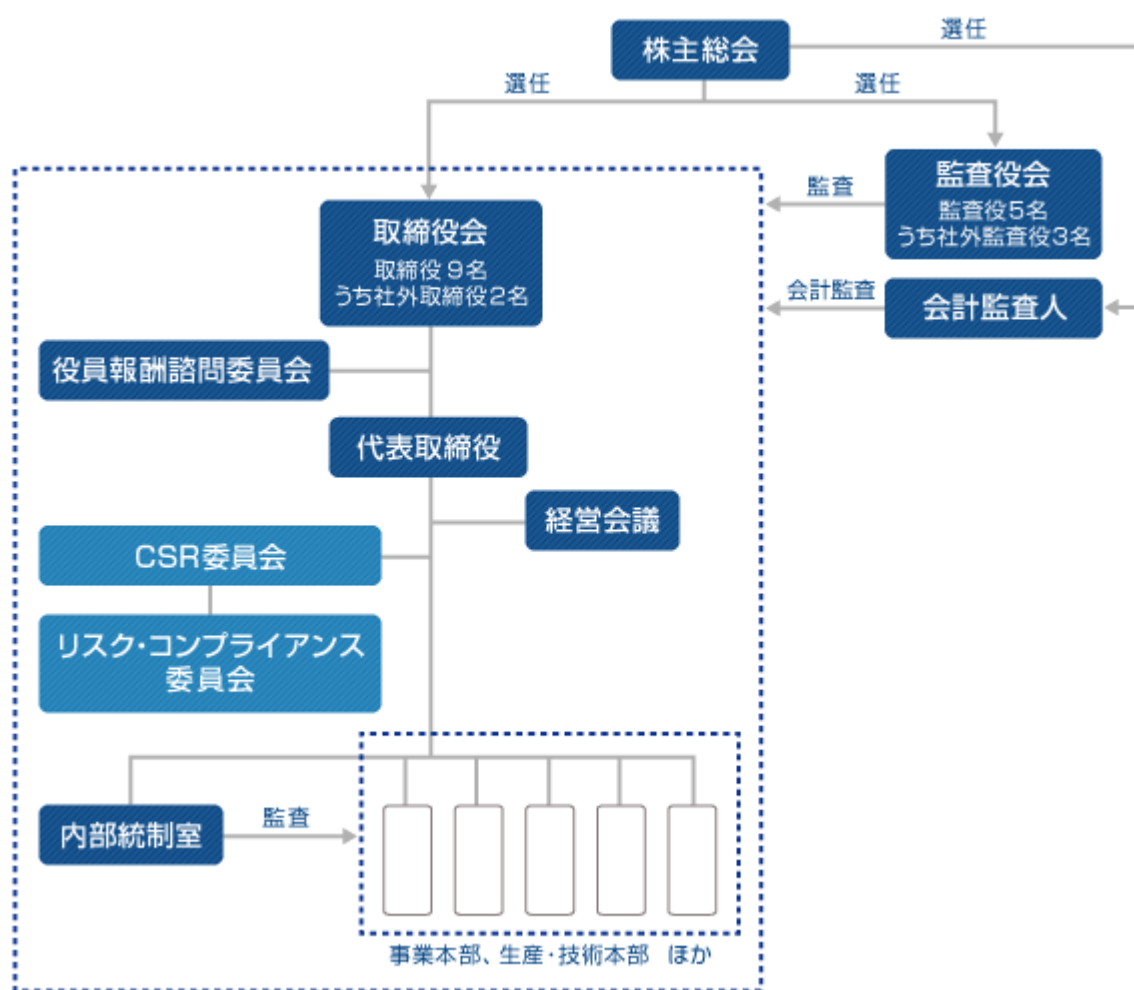 選任
株主総会
選任
選任
監査役会
監査役5名
うち社外監査役3名
監査
取締役会
取締役 9名
うち社外取締役2名
会計監査
会計監査人
役員報酬諮問委員会
代表取締役
経営会議
CSR委員会
リスク・コンプライアンス
委員会
内部統制室
監査
事業本部、生産・技術本部 ほか